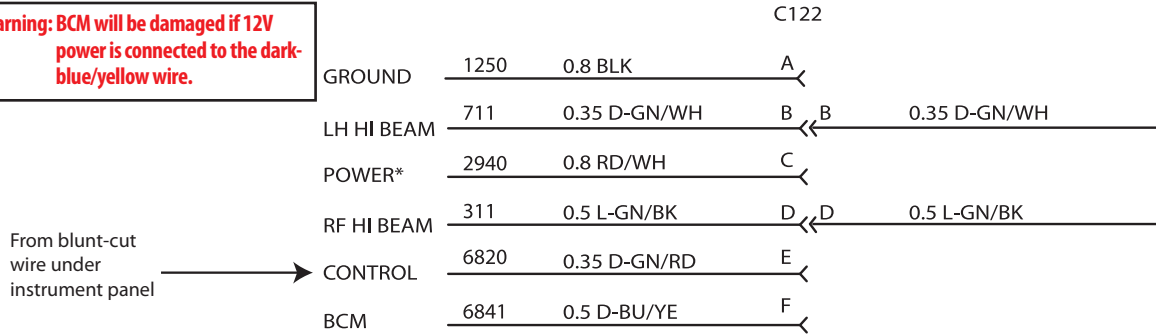 C122
arning: BCM will be damaged if 12V
power is connected to the dark-
blue/yellow wire.
GROUND 1250 0.8 BLK A
LH HI BEAM 711 0.35 D-GN/WH B B 0.35 D-GN/WH
POWER* 2940 0.8 RD/WH C
RF HI BEAM 311 0.5 L-GN/BK D D 0.5 L-GN/BK
From blunt-cut
wire under
instrument panel
CONTROL 6820 0.35 D-GN/RD E
BCM 6841 0.5 D-BU/YE F